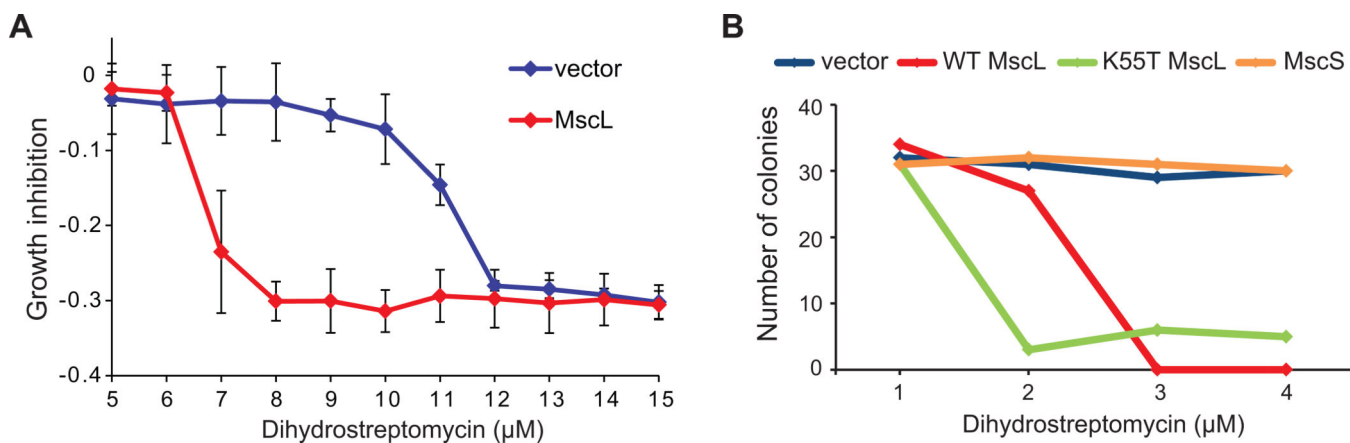 A
vector
MscL
Growth inhibition
0
-0.1
-0.2
-0.3
-0.4
5 6 7 8 9 10 11 12 13 14 15
Dihydrostreptomycin (µM)
B
vector WT MscL K55T MscL MscS
Number of colonies
40
30
20
10
0
1 2 3 4
Dihydrostreptomycin (µM)